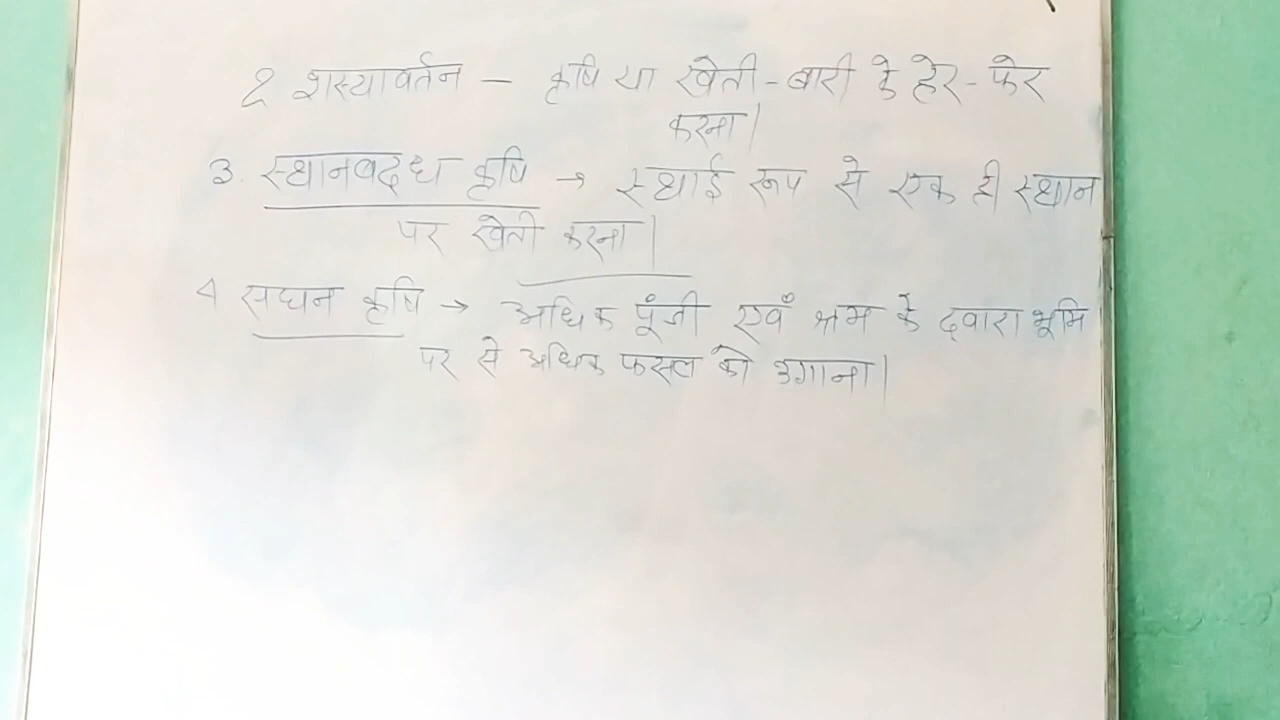 2 शस्यावर्तन – कृषि या खेती-बारी के हेर-फेर
करना।
3. स्थानबद्ध कृषि → स्थाई रूप से एक ही स्थान
पर खेती करना।
4 सघन कृषि → अधिक पूंजी एवँ श्रम के द्वारा भूमि
पर से अधिक फसल को उगाना।